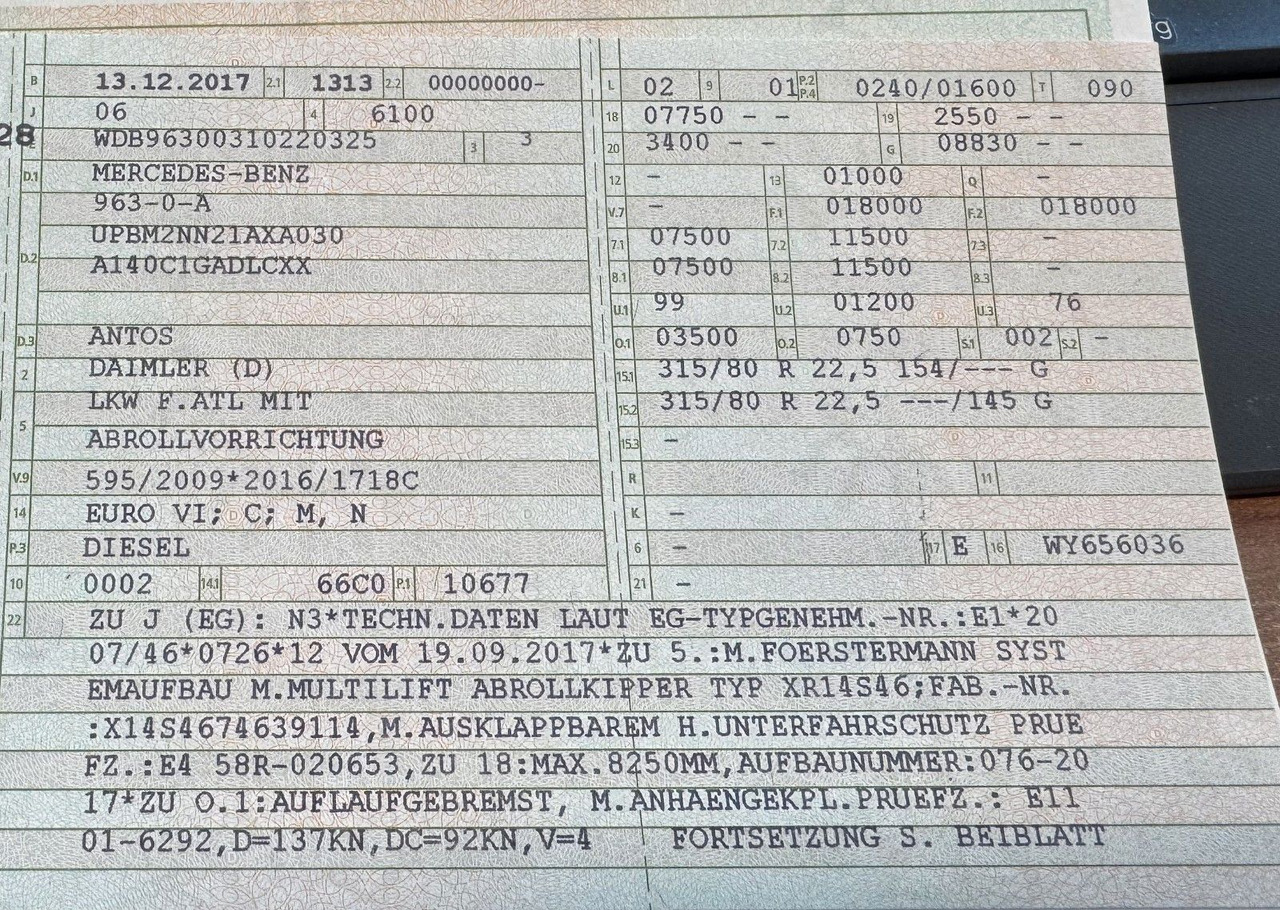 g
B 13.12.2017 2.1 1313 2.2 00000000-
J 06 4 6100
28 WDB96300310220325 3 3
D.1 MERCEDES-BENZ
963-0-A
D.2 UPBM2NN21AXA030
A140C1GADLCXX
D.3 ANTOS
2 DAIMLER (D)
5 LKW F.ATL MIT
ABROLLVORRICHTUNG
V.9 595/2009*2016/1718C
14 EURO VI; C; M, N
P.3 DIESEL
10 0002 14.1 66C0 P.1 10677
L 02 9 01 P.2 P.4 0240/01600 T 090
18 07750 - - 19 2550 - -
20 3400 - - G 08830 - -
12 - 13 01000 Q -
V.7 - F.1 018000 F.2 018000
7.1 07500 7.2 11500 7.3 -
8.1 07500 8.2 11500 8.3 -
U.1 99 U.2 01200 U.3 76
O.1 03500 O.2 0750 S.1 002 S.2 -
15.1 315/80 R 22,5 154/--- G
15.2 315/80 R 22,5 ---/145 G
15.3 -
R 11
K -
6 - 17 E 16 WY656036
21 -
22 ZU J (EG): N3*TECHN.DATEN LAUT EG-TYPGENEHM.-NR.:E1*20
07/46*0726*12 VOM 19.09.2017*ZU 5.:M.FOERSTERMANN SYST
EMAUFBAU M.MULTILIFT ABROLLKIPPER TYP XR14S46;FAB.-NR.
:X14S4674639114,M.AUSKLAPPBAREM H.UNTERFAHRSCHUTZ PRUE
FZ.:E4 58R-020653,ZU 18:MAX.8250MM,AUFBAUNUMMER:076-20
17*ZU O.1:AUFLAUFGEBREMST, M.ANHAENGEKPL.PRUEFZ.: E11
01-6292,D=137KN,DC=92KN,V=4 FORTSETZUNG S. BEIBLATT